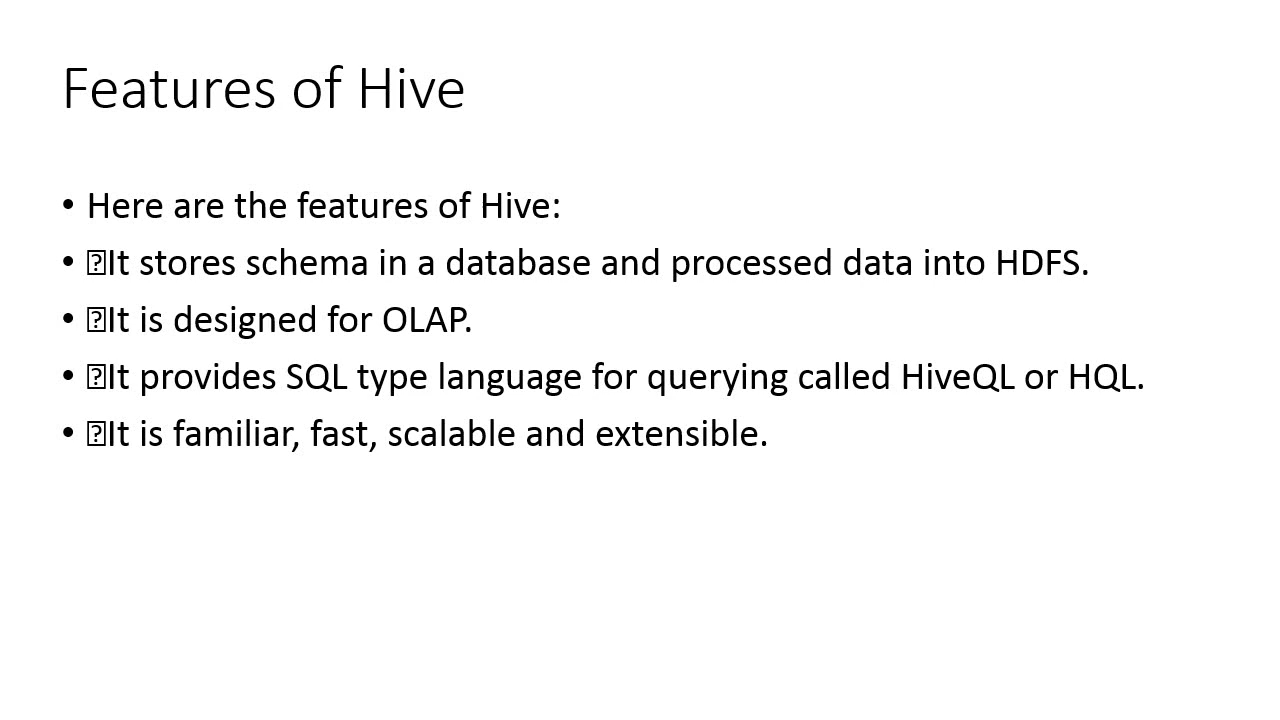 Features of Hive
• Here are the features of Hive:
• �It stores schema in a database and processed data into HDFS.
• �It is designed for OLAP.
• �It provides SQL type language for querying called HiveQL or HQL.
• �It is familiar, fast, scalable and extensible.